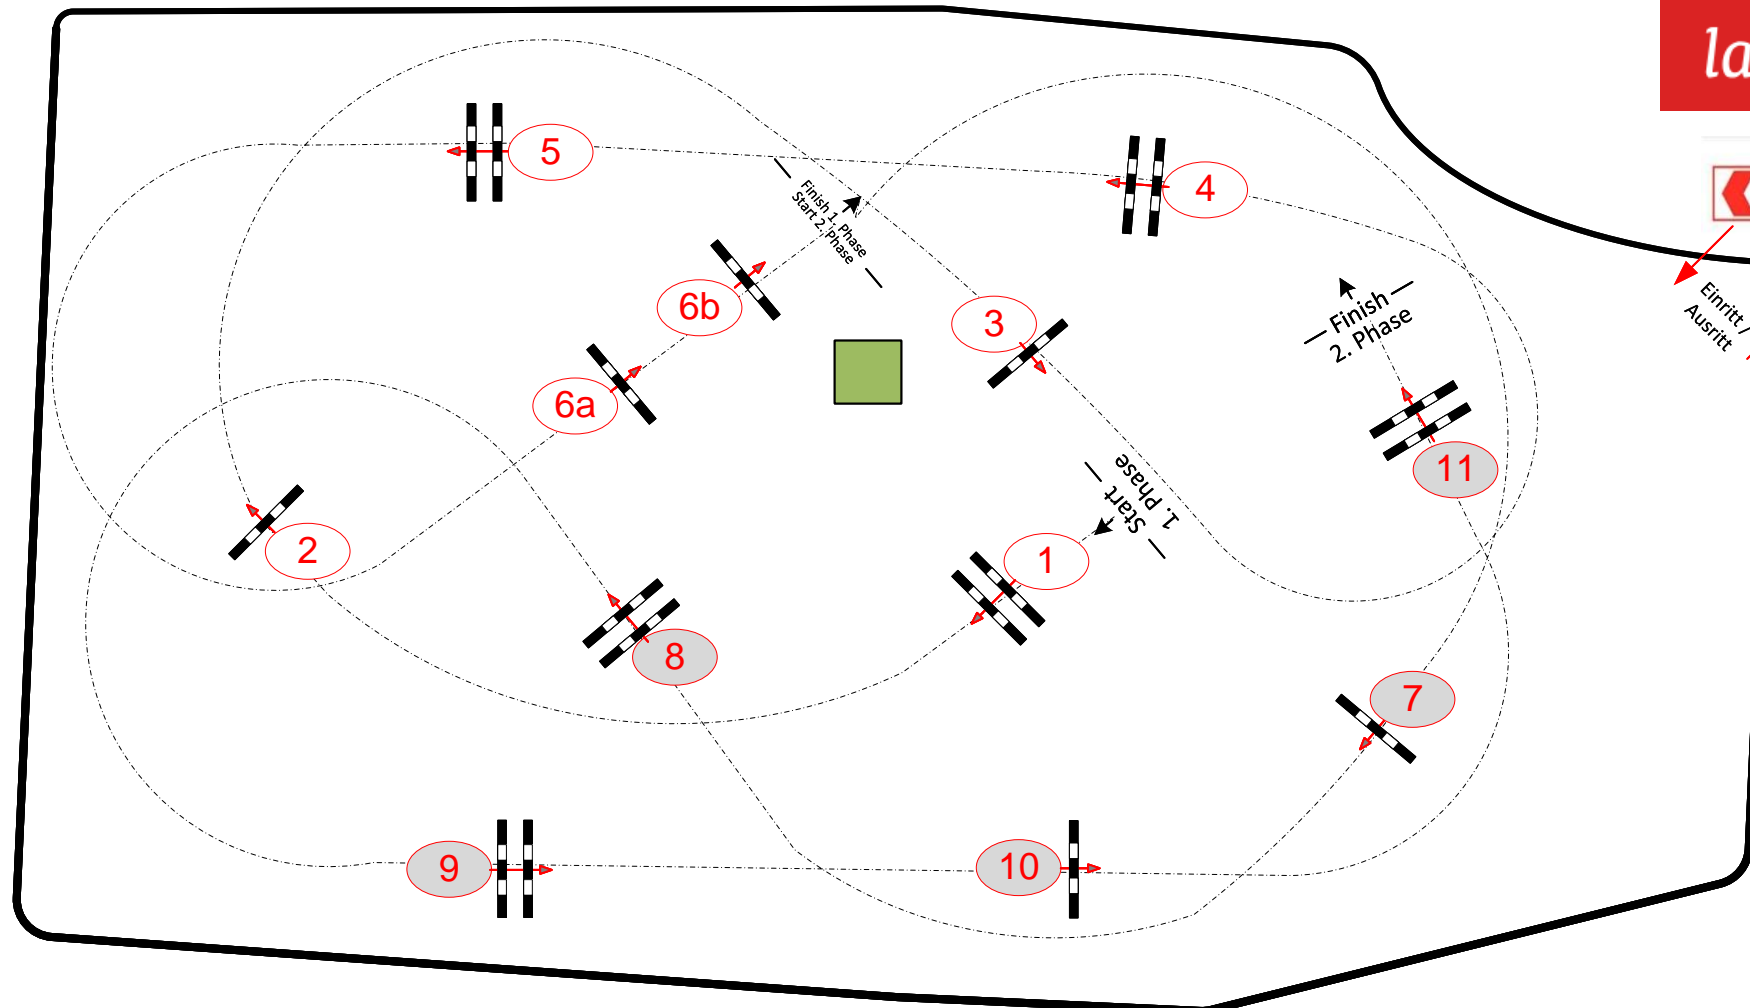 la
5
4
Finish 1. Phase
Start 2. Phase
6b
3
Einritt /
Ausritt
Finish
2. Phase
6a
11
Start
1. Phase
2
1
8
7
9
10